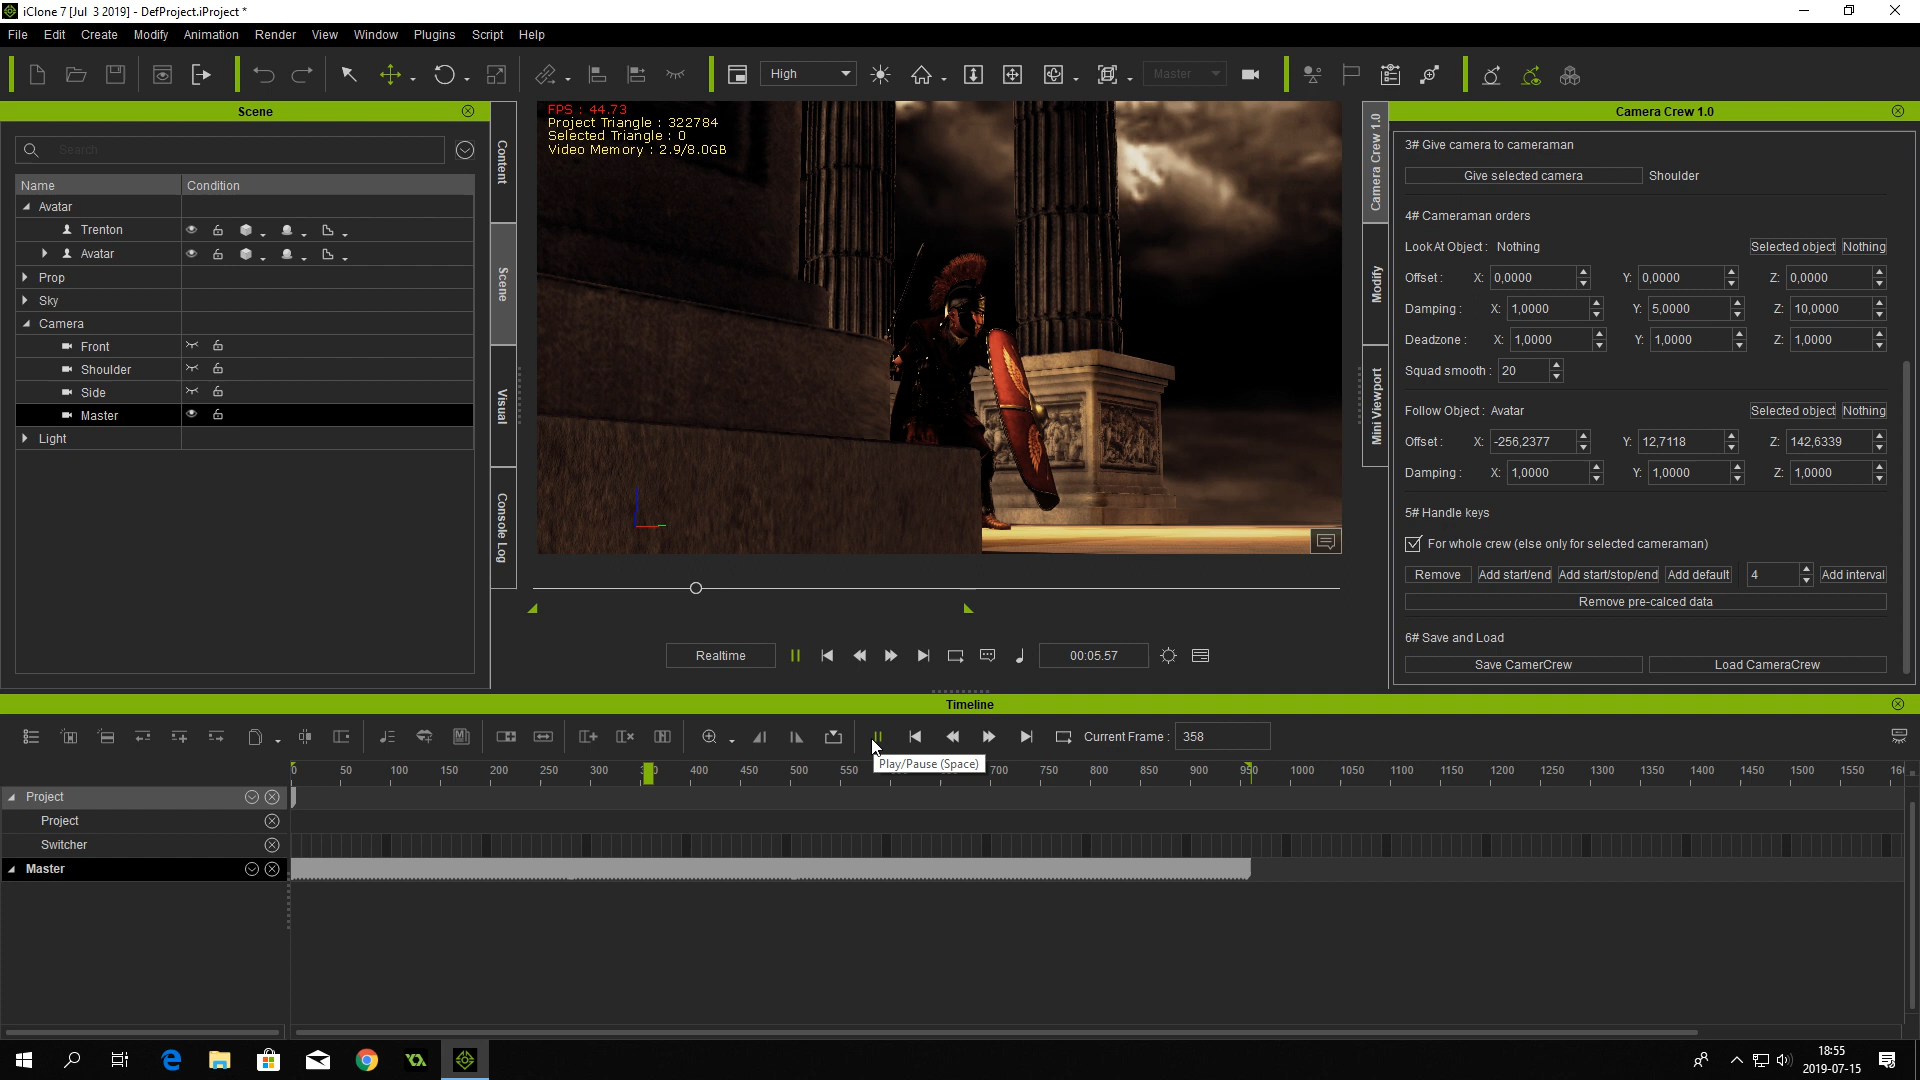 iClone 7 [Jul  3 2019] - DefProject.iProject *
File Edit Create Modify Animation Render View Window Plugins Script Help
High
Master
Scene
Search
Name Condition
Avatar
Trenton
Avatar
Prop
Sky
Camera
Front
Shoulder
Side
Master
Light
Content
Scene
Visual
Console Log
FPS : 44.73
Project Triangle : 322784
Selected Triangle : 0
Video Memory : 2.9/8.0GB
Realtime
00:05.57
Camera Crew 1.0
Modify
Mini Viewport
Camera Crew 1.0
3# Give camera to cameraman
Give selected camera Shoulder
4# Cameraman orders
Look At Object : Nothing Selected object Nothing
Offset : X: 0,0000 Y: 0,0000 Z: 0,0000
Damping : X: 1,0000 Y: 5,0000 Z: 10,0000
Deadzone : X: 1,0000 Y: 1,0000 Z: 1,0000
Squad smooth : 20
Follow Object : Avatar Selected object Nothing
Offset : X: -256,2377 Y: 12,7118 Z: 142,6339
Damping : X: 1,0000 Y: 1,0000 Z: 1,0000
5# Handle keys
For whole crew (else only for selected cameraman)
Remove Add start/end Add start/stop/end Add default 4 Add interval
Remove pre-calced data
6# Save and Load
Save CamerCrew Load CameraCrew
Timeline
Current Frame : 358
Play/Pause (Space)
0 50 100 150 200 250 300 400 450 500 550 700 750 800 850 900 950 1000 1050 1100 1150 1200 1250 1300 1350 1400 1450 1500 1550
Project
Project
Switcher
Master
18:55
2019-07-15